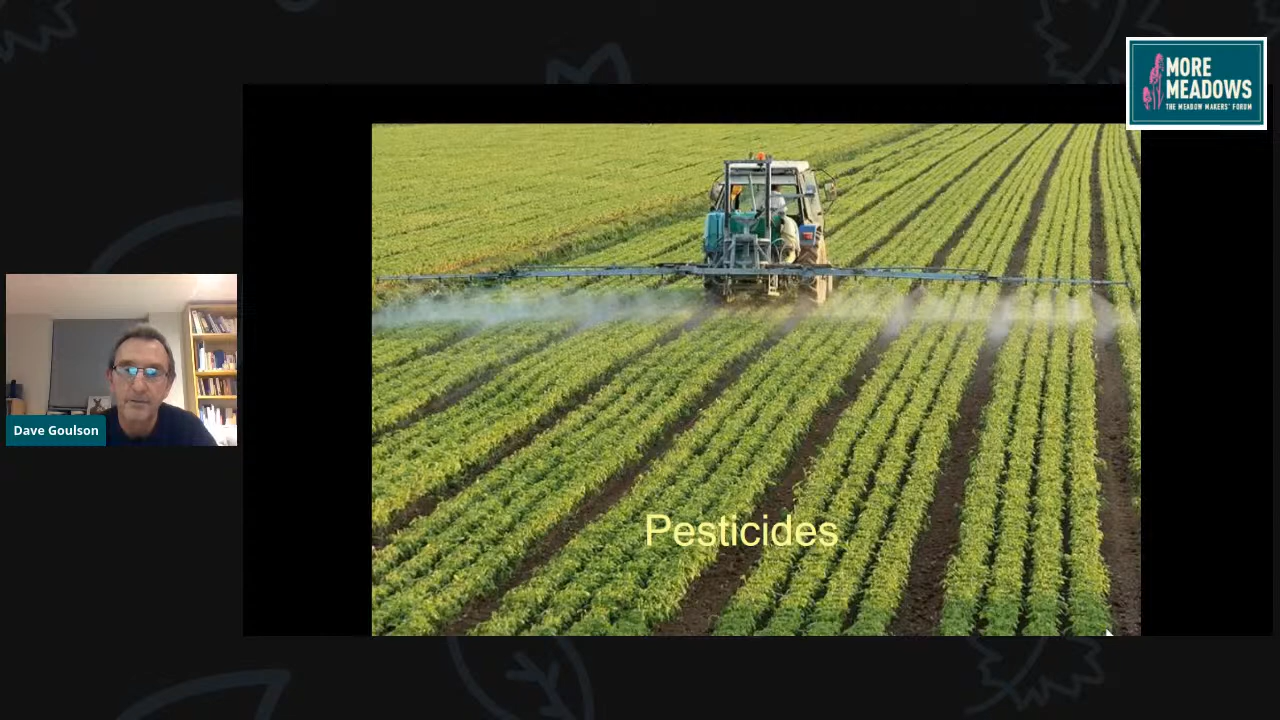 MORE
MEADOWS
THE MEADOW MAKERS' FORUM
Dave Goulson
Pesticides